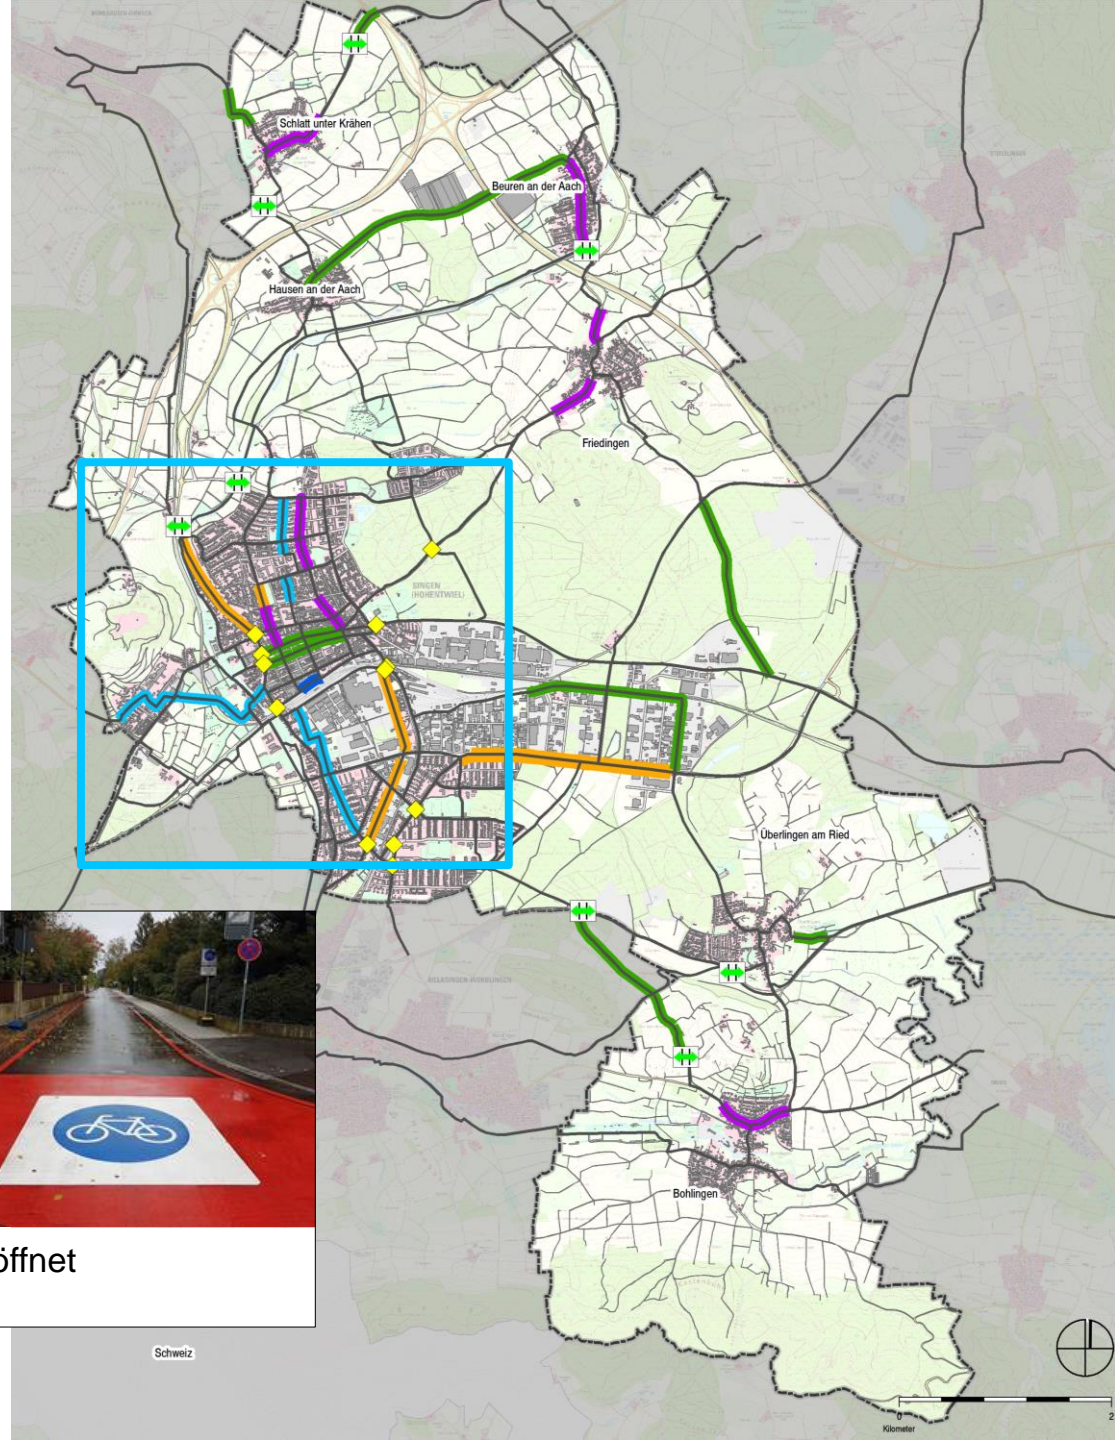 Schlatt unter Krähen
Beuren an der Aach
Hausen an der Aach
Friedingen
SINGEN
(HOHENTWIEL)
Überlingen am Ried
Bohlingen
öffnet
Schweiz
0
2
Kilometer